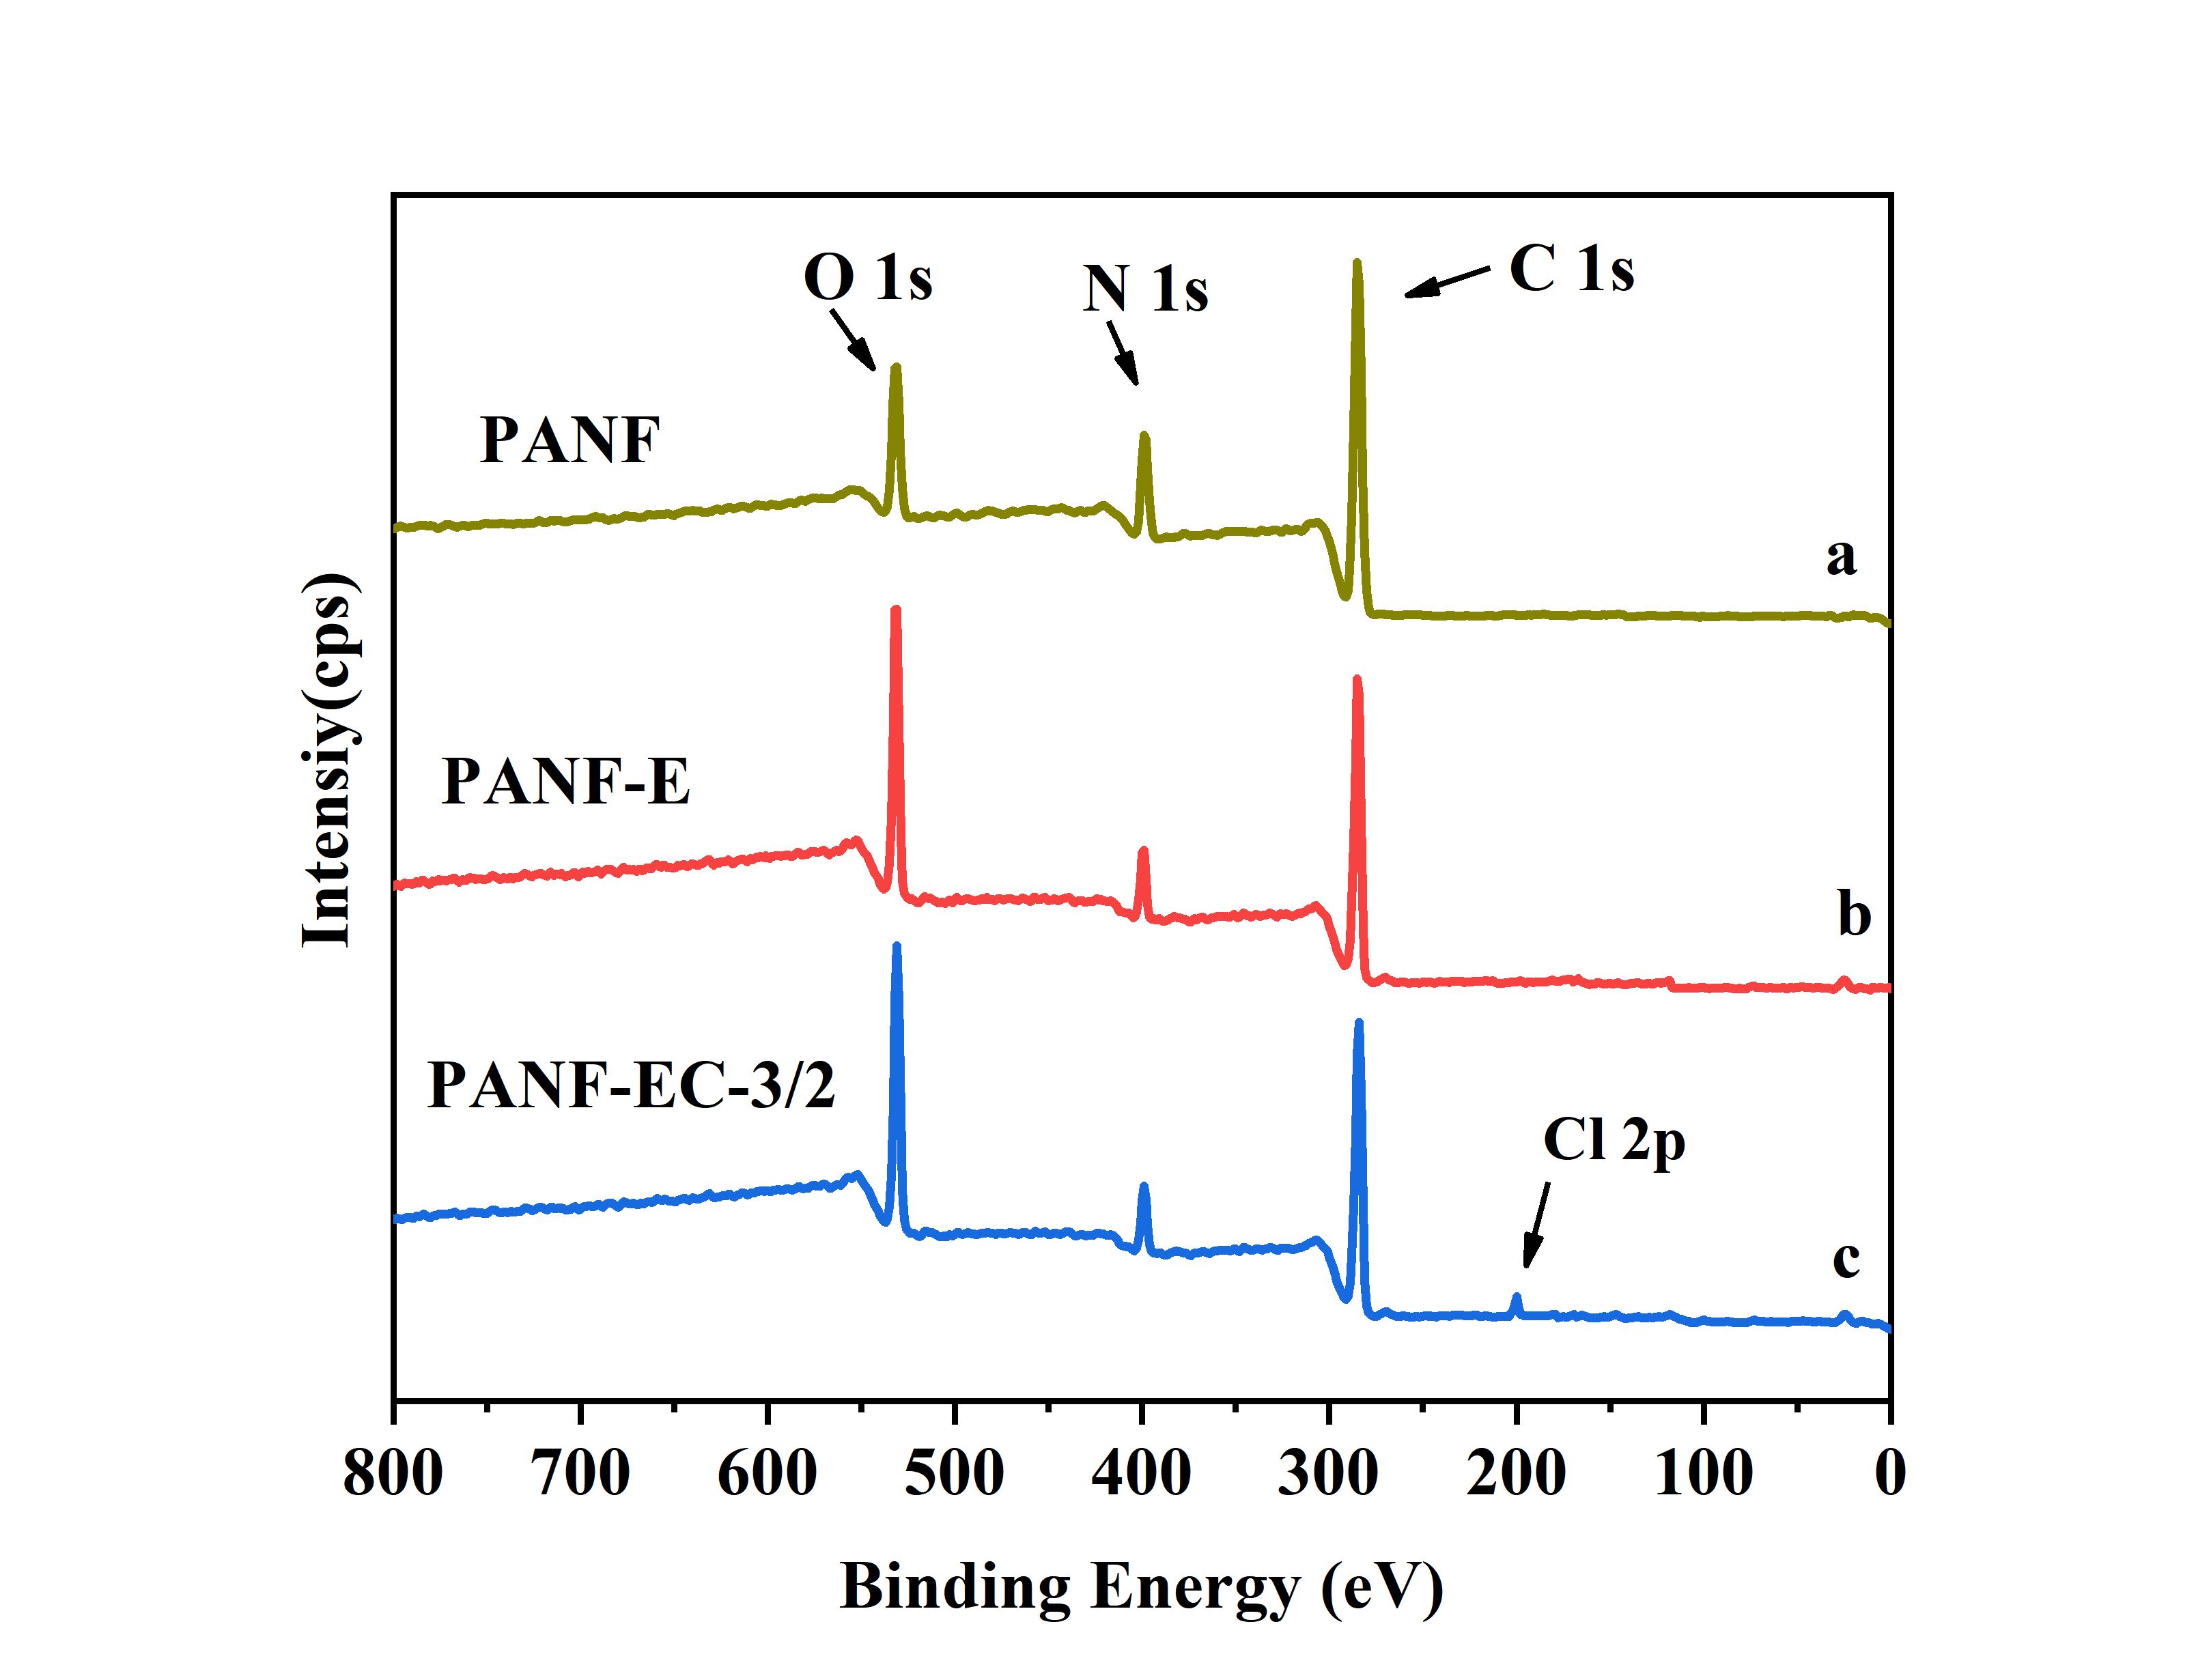 O 1s
N 1s
C 1s
PANF
a
PANF-E
b
PANF-EC-3/2
Cl 2p
c
Intensiy(cps)
800 700 600 500 400 300 200 100 0
Binding Energy (eV)